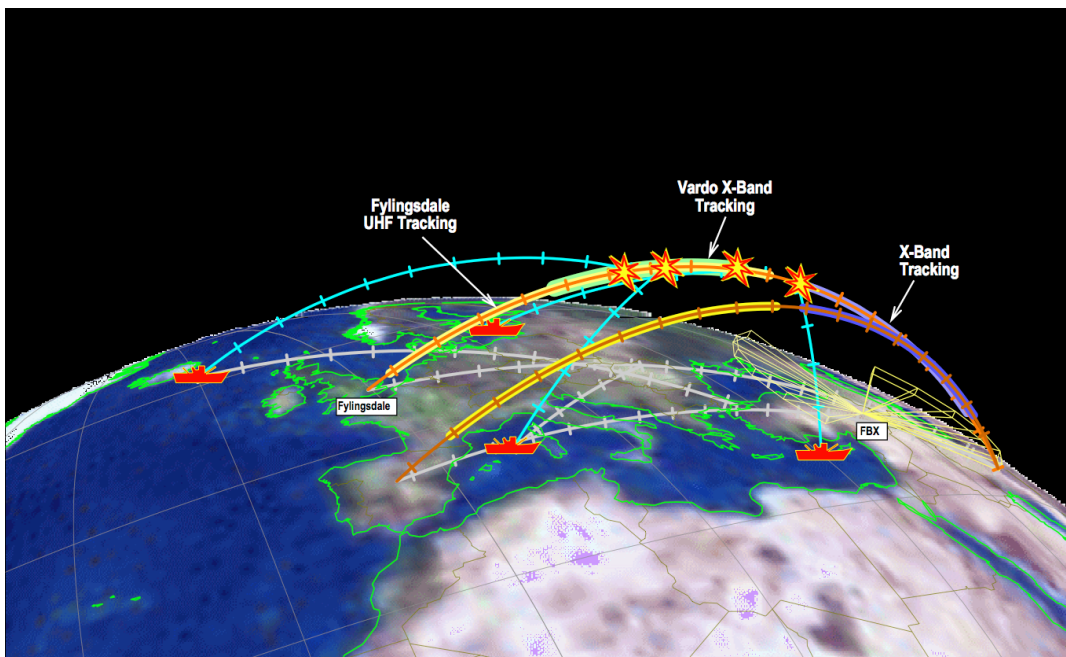 Vardo X-Band
Tracking
Fylingsdale
UHF Tracking
X-Band
Tracking
Fylingsdale
FBX